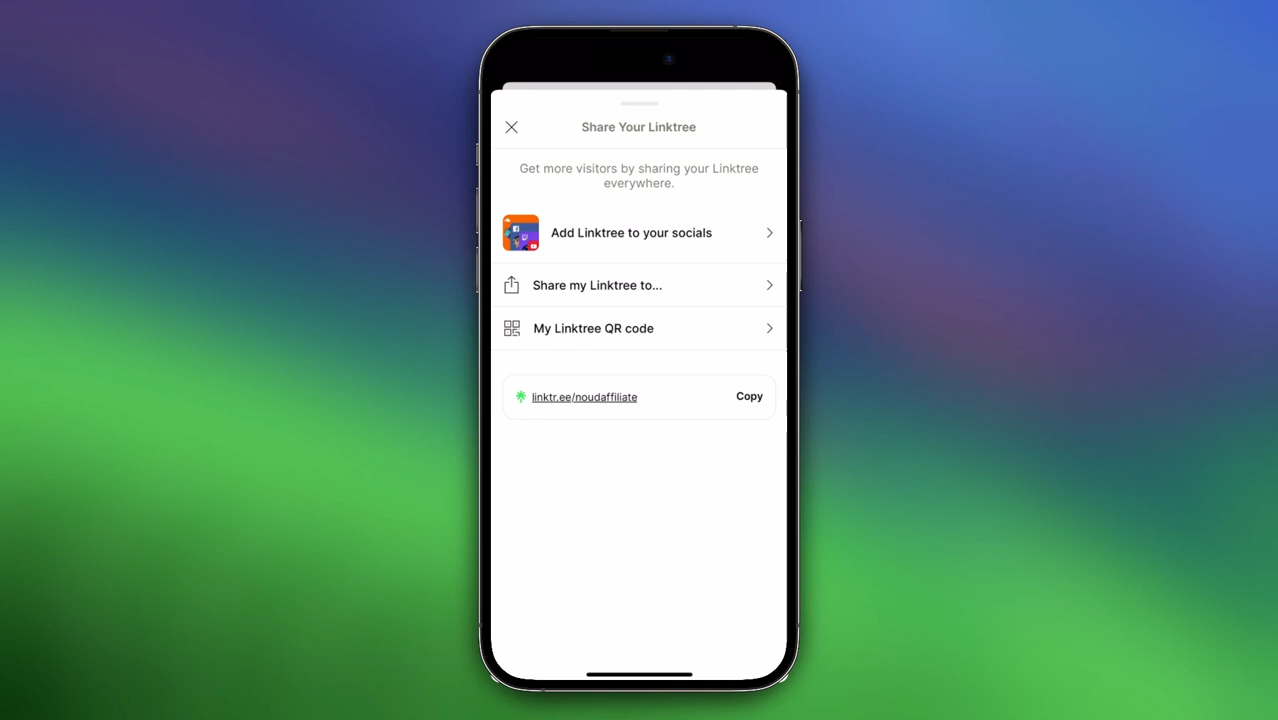 Share Your Linktree
Get more visitors by sharing your Linktree
everywhere.
Add Linktree to your socials
Share my Linktree to...
My Linktree QR code
linktr.ee/noudaffiliate
Copy